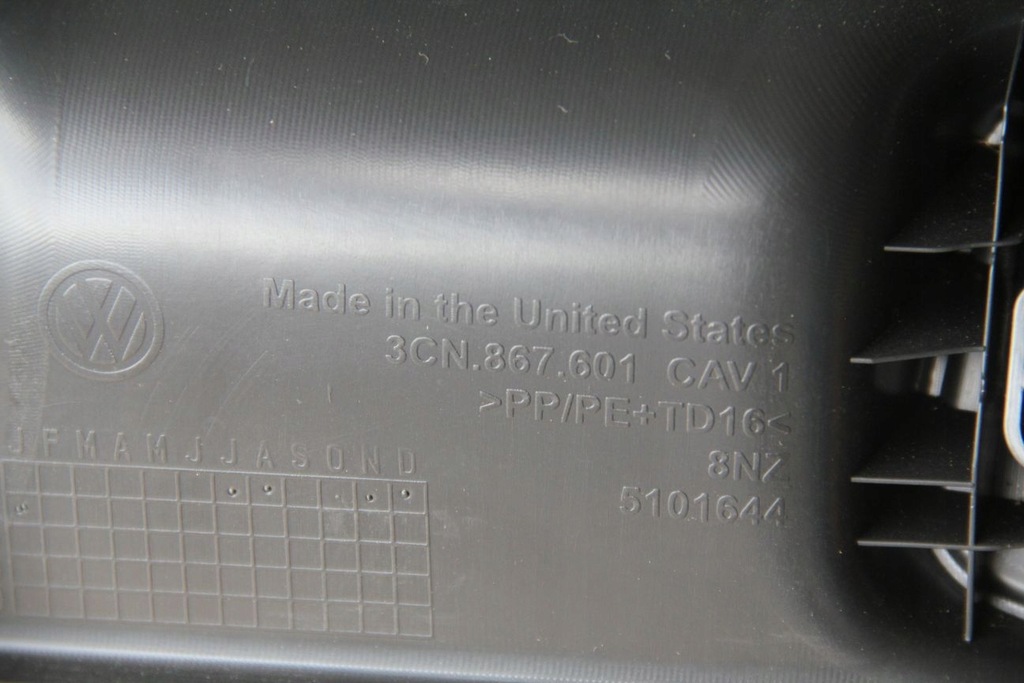 Made in the United States
3CN.867.601 CAV 1
>PP/PE+TD16<
8NZ
5101644
J F M A M J J A S O N D